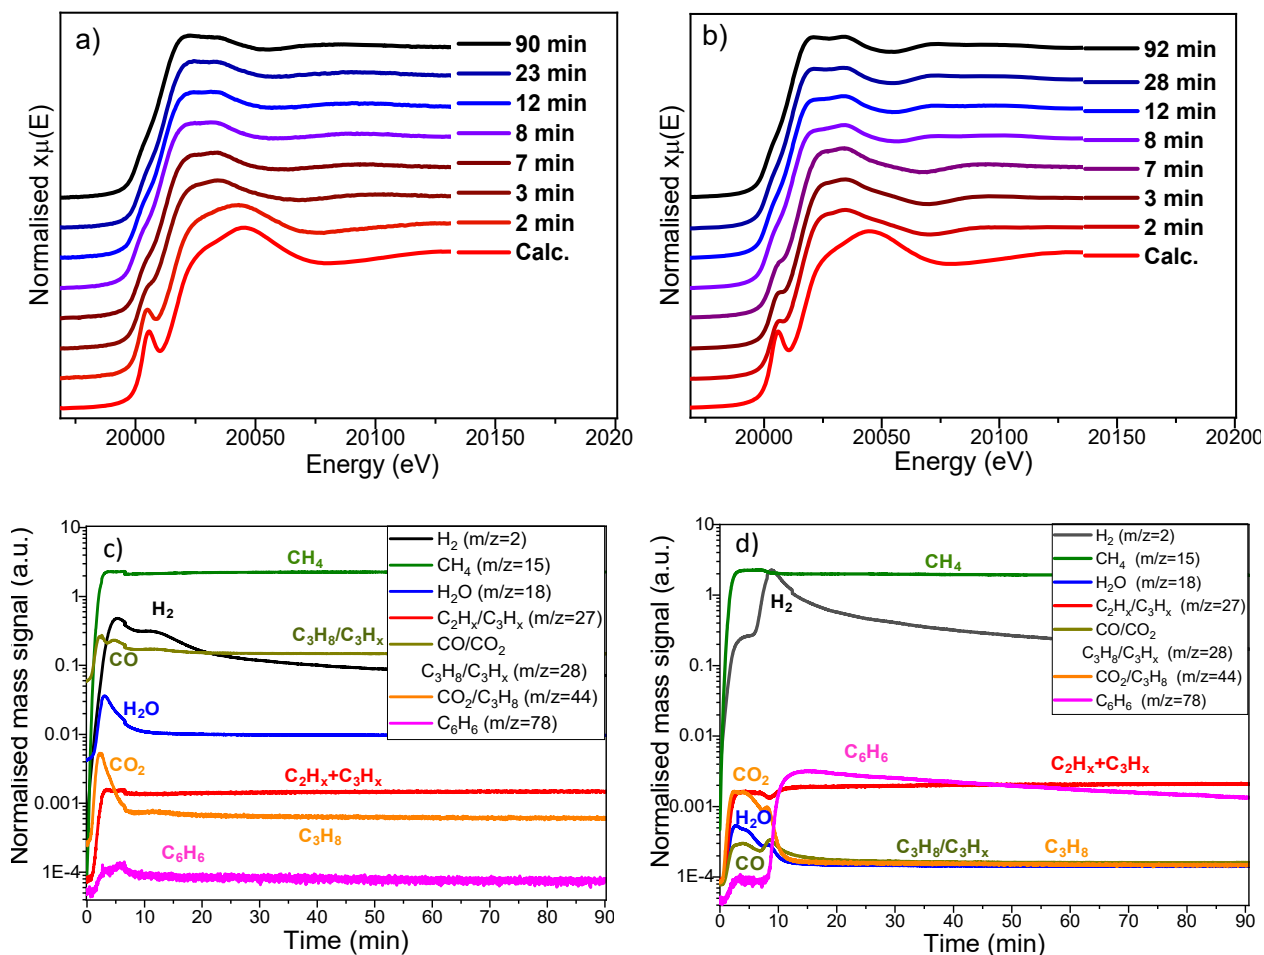 a)
90 min
23 min
12 min
8 min
7 min
3 min
2 min
Calc.
Normalised xμ(E)
20000 20050 20100 20150 2020
Energy (eV)
b)
92 min
28 min
12 min
8 min
7 min
3 min
2 min
Calc.
Normalised xμ(E)
20000 20050 20100 20150 20200
Energy (eV)
c)
Normalised mass signal (a.u.)
10
1
0.1
0.01
0.001
1E-4
CH₄
H₂
C₃H₈/C₃Hₓ
CO
H₂O
CO₂
C₂Hₓ+C₃Hₓ
C₃H₈
C₆H₆
H₂ (m/z=2)
CH₄ (m/z=15)
H₂O (m/z=18)
C₂Hₓ/C₃Hₓ (m/z=27)
CO/CO₂
C₃H₈/C₃Hₓ (m/z=28)
CO₂/C₃H₈ (m/z=44)
C₆H₆ (m/z=78)
0 10 20 30 40 50 60 70 80 90
Time (min)
d)
Normalised mass signal (a.u.)
10
1
0.1
0.01
0.001
1E-4
CH₄
H₂
C₆H₆
C₂Hₓ+C₃Hₓ
CO₂
H₂O
CO
C₃H₈/C₃Hₓ
C₃H₈
H₂ (m/z=2)
CH₄ (m/z=15)
H₂O (m/z=18)
C₂Hₓ/C₃Hₓ (m/z=27)
CO/CO₂
C₃H₈/C₃Hₓ (m/z=28)
CO₂/C₃H₈ (m/z=44)
C₆H₆ (m/z=78)
0 10 20 30 40 50 60 70 80 90
Time (min)